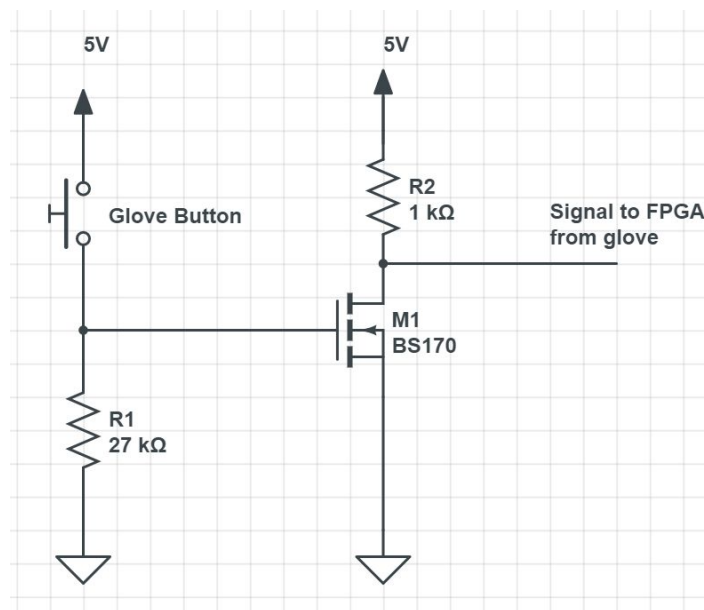 5V
5V
Glove Button
R2
1 kΩ
Signal to FPGA
from glove
M1
BS170
R1
27 kΩ